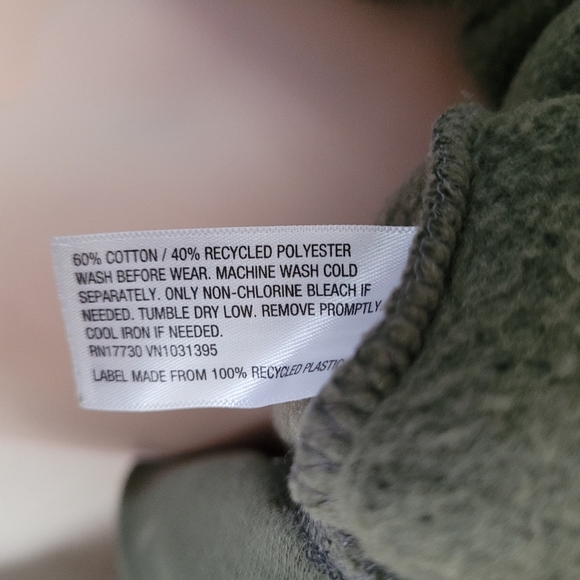 60% COTTON / 40% RECYCLED POLYESTER
WASH BEFORE WEAR. MACHINE WASH COLD
SEPARATELY. ONLY NON-CHLORINE BLEACH IF
NEEDED. TUMBLE DRY LOW. REMOVE PROMPTLY.
COOL IRON IF NEEDED.
RN17730 VN1031395
LABEL MADE FROM 100% RECYCLED PLASTIC